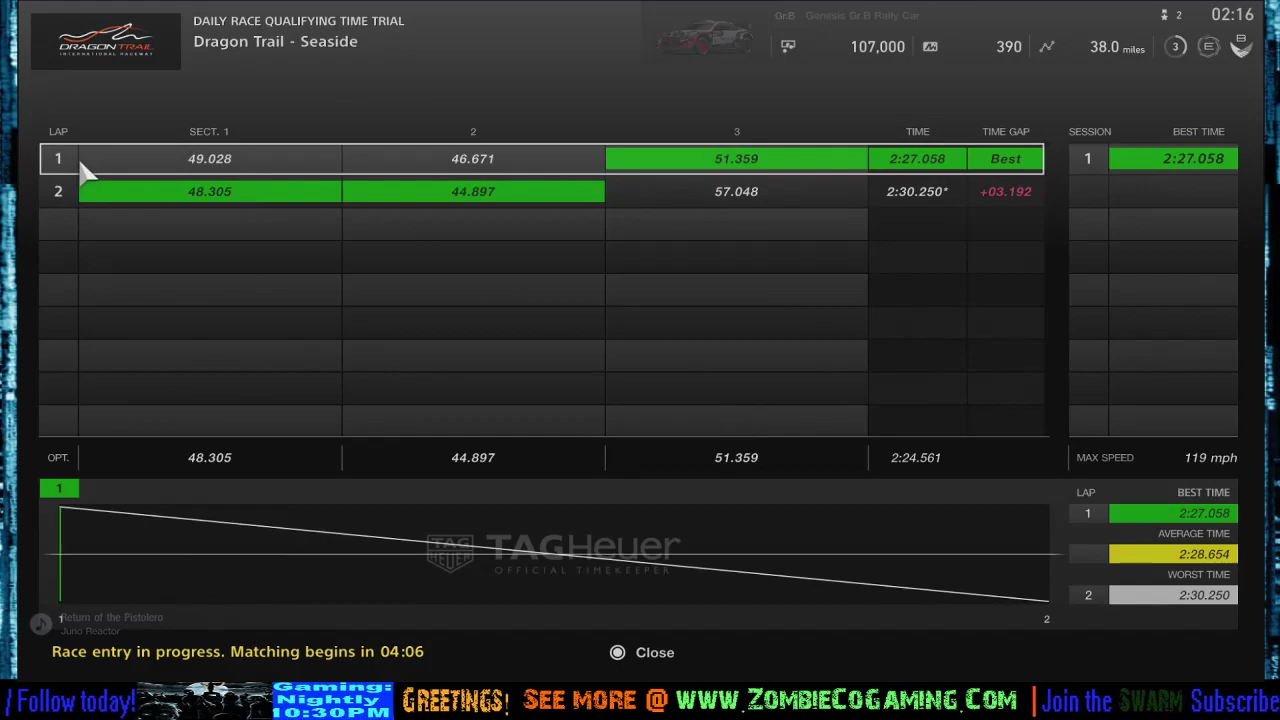 DRAGON TRAIL
INTERNATIONAL RACEWAY
DAILY RACE QUALIFYING TIME TRIAL
Dragon Trail - Seaside
Gr.B Genesis Gr.B Rally Car
107,000 390 38.0 miles
2 02:16
3 E B
LAP SECT. 1 2 3 TIME TIME GAP SESSION BEST TIME
1 49.028 46.671 51.359 2:27.058 Best 1 2:27.058
2 48.305 44.897 57.048 2:30.250* +03.192
OPT. 48.305 44.897 51.359 2:24.561 MAX SPEED 119 mph
1
LAP BEST TIME
1 2:27.058
AVERAGE TIME
2:28.654
WORST TIME
2 2:30.250
TAG HEUER TAGHeuer
OFFICIAL TIMEKEEPER
1 2
Return of the Pistolero
Juno Reactor
Race entry in progress. Matching begins in 04:06
Close
/ Follow today! Gaming: Nightly 10:30PM GREETINGS! SEE MORE @ WWW.ZOMBIECOGAMING.COM | Join the SWARM Subscribe